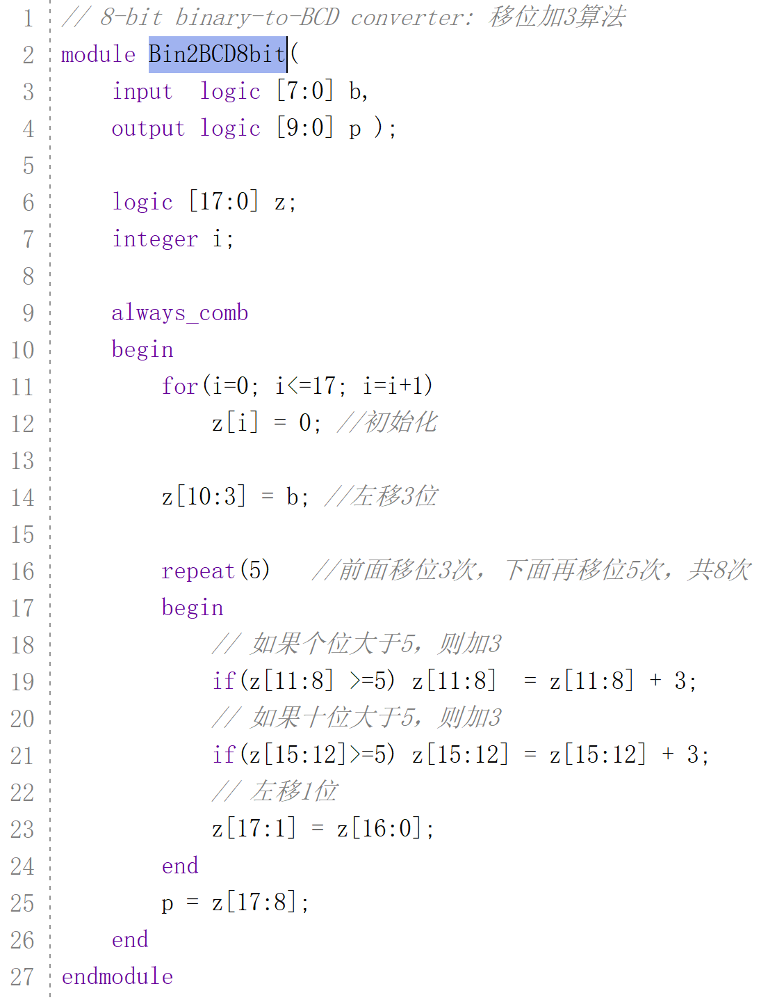 1 // 8-bit binary-to-BCD converter: 移位加3算法
2 module Bin2BCD8bit(
3     input  logic [7:0] b,
4     output logic [9:0] p );
5
6     logic [17:0] z;
7     integer i;
8
9     always_comb
10     begin
11         for(i=0; i<=17; i=i+1)
12             z[i] = 0; //初始化
13
14         z[10:3] = b; //左移3位
15
16         repeat(5)   //前面移位3次，下面再移位5次，共8次
17         begin
18             // 如果个位大于5，则加3
19             if(z[11:8] >=5) z[11:8]  = z[11:8] + 3;
20             // 如果十位大于5，则加3
21             if(z[15:12]>=5) z[15:12] = z[15:12] + 3;
22             // 左移1位
23             z[17:1] = z[16:0];
24         end
25         p = z[17:8];
26     end
27 endmodule